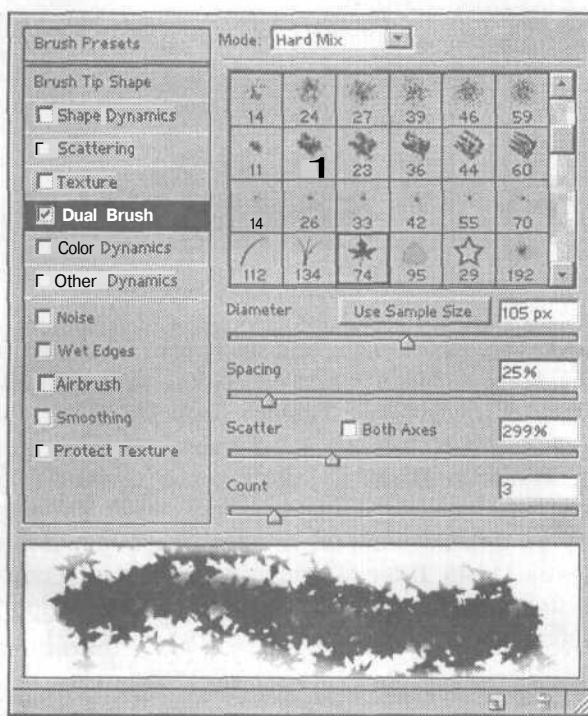 Brush Presets
Mode: Hard Mix
Brush Tip Shape
Shape Dynamics
Scattering
Texture
Dual Brush
Color Dynamics
Other Dynamics
Noise
Wet Edges
Airbrush
Smoothing
Protect Texture
14 24 27 39 46 59
11 1 23 36 44 60
14 26 33 42 55 70
112 134 74 95 29 192
Diameter Use Sample Size 105 px
Spacing 25%
Scatter Both Axes 299%
Count 3